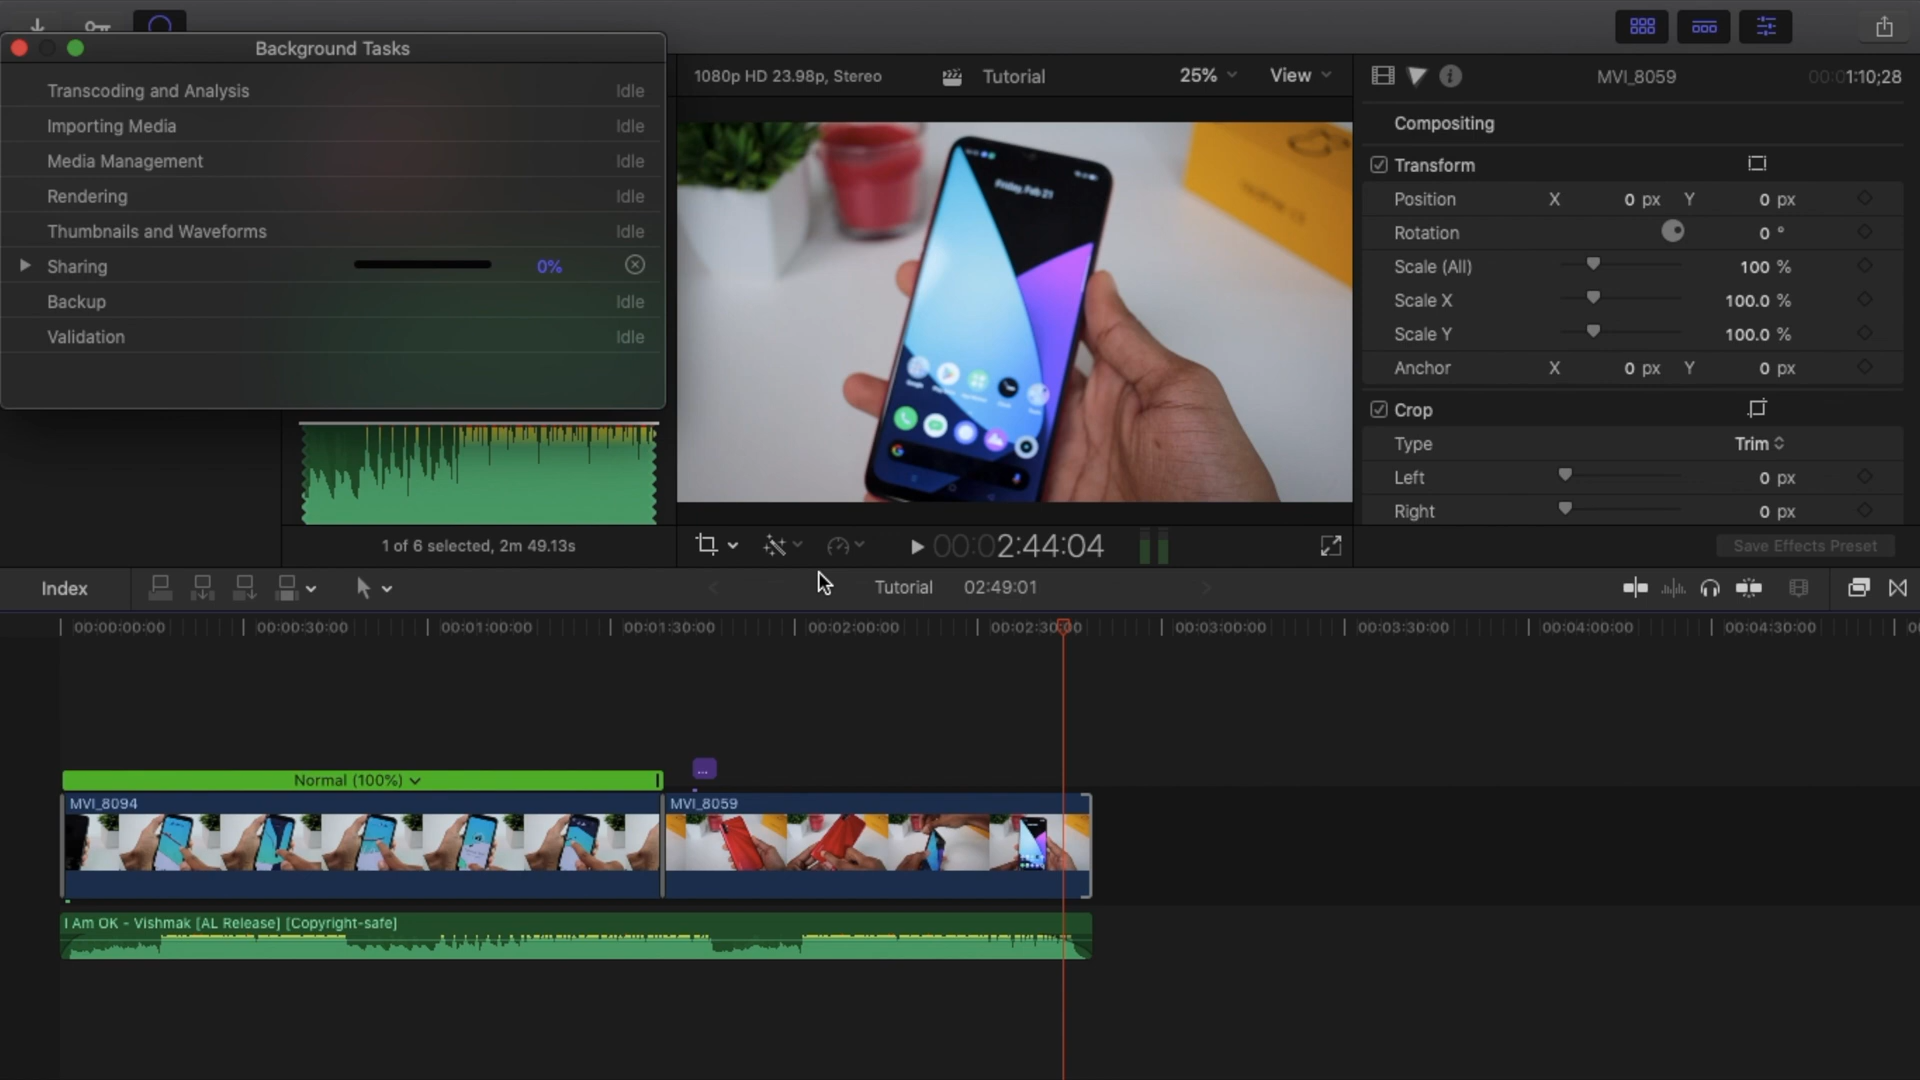 Background Tasks
Transcoding and Analysis Idle
Importing Media Idle
Media Management Idle
Rendering Idle
Thumbnails and Waveforms Idle
Sharing 0%
Backup Idle
Validation Idle
1080p HD 23.98p, Stereo Tutorial 25% View
Friday, Feb 21
MVI_8059 00:01:10;28
Compositing
Transform
Position X 0 px Y 0 px
Rotation 0 °
Scale (All) 100 %
Scale X 100.0 %
Scale Y 100.0 %
Anchor X 0 px Y 0 px
Crop
Type Trim
Left 0 px
Right 0 px
Save Effects Preset
1 of 6 selected, 2m 49.13s
00:02:44:04
Index
Tutorial 02:49:01
00:00:00:00 00:00:30:00 00:01:00:00 00:01:30:00 00:02:00:00 00:02:30:00 00:03:00:00 00:03:30:00 00:04:00:00 00:04:30:00
Normal (100%)
...
MVI_8094
MVI_8059
I Am OK - Vishmak [AL Release] [Copyright-safe]